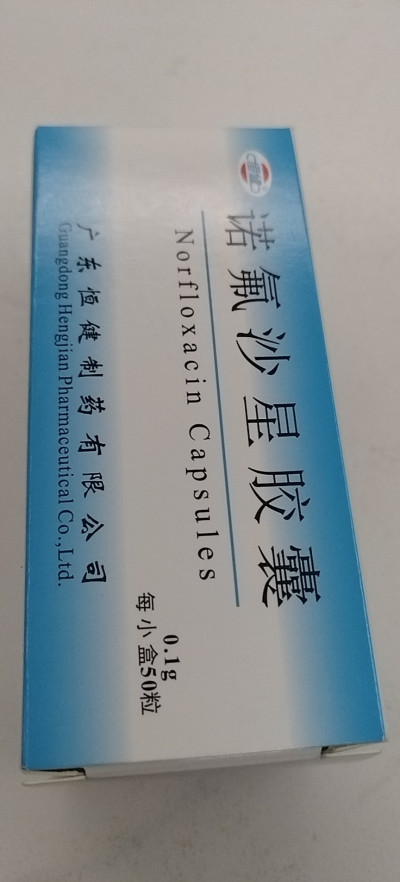 诺氟沙星胶囊
Norfloxacin Capsules
0.1g
每小盒50粒
广东恒健制药有限公司
Guangdong Hengjian Pharmaceutical Co.,Ltd.